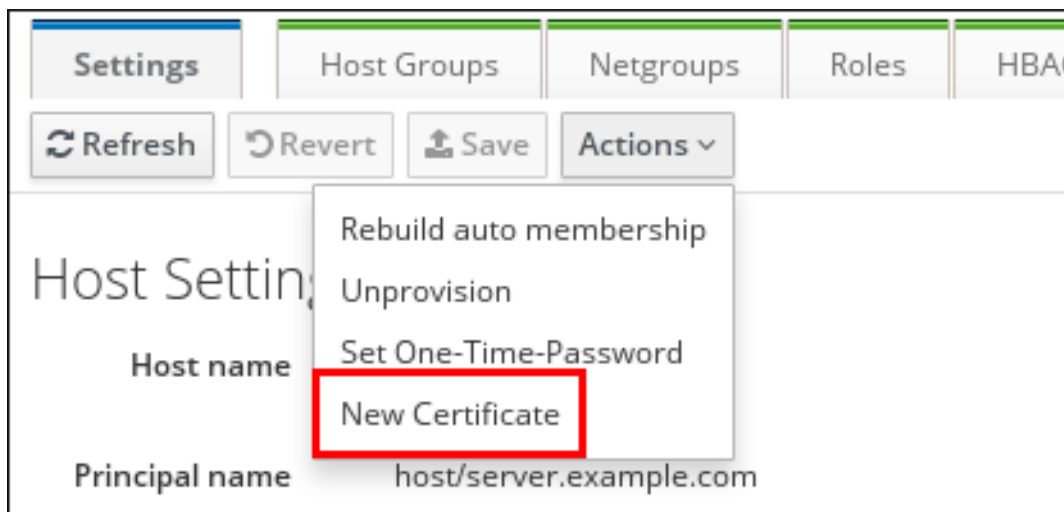 Settings Host Groups Netgroups Roles
Refresh Revert Save Actions
Rebuild auto membership
Host
Unprovision
Set One-Time-Password
Host name
New Certificate
Principal name host/server.example.com